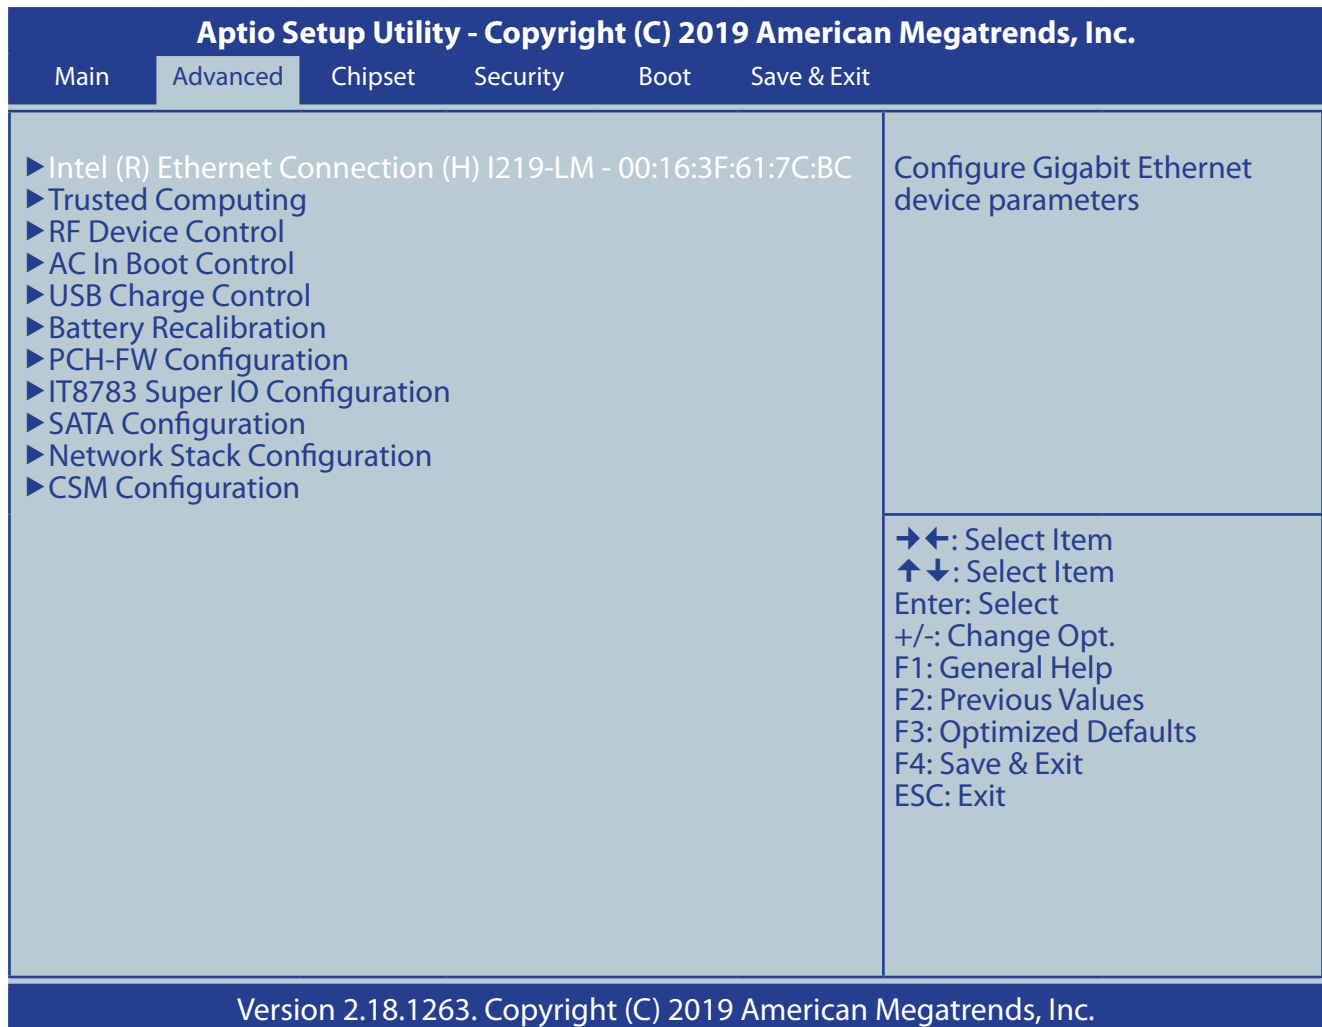 Aptio Setup Utility - Copyright (C) 2019 American Megatrends, Inc.
Main Advanced Chipset Security Boot Save & Exit
▶Intel (R) Ethernet Connection (H) I219-LM - 00:16:3F:61:7C:BC
▶Trusted Computing
▶RF Device Control
▶AC In Boot Control
▶USB Charge Control
▶Battery Recalibration
▶PCH-FW Configuration
▶IT8783 Super IO Configuration
▶SATA Configuration
▶Network Stack Configuration
▶CSM Configuration
Configure Gigabit Ethernet
device parameters
→←: Select Item
↑↓: Select Item
Enter: Select
+/-: Change Opt.
F1: General Help
F2: Previous Values
F3: Optimized Defaults
F4: Save & Exit
ESC: Exit
Version 2.18.1263. Copyright (C) 2019 American Megatrends, Inc.